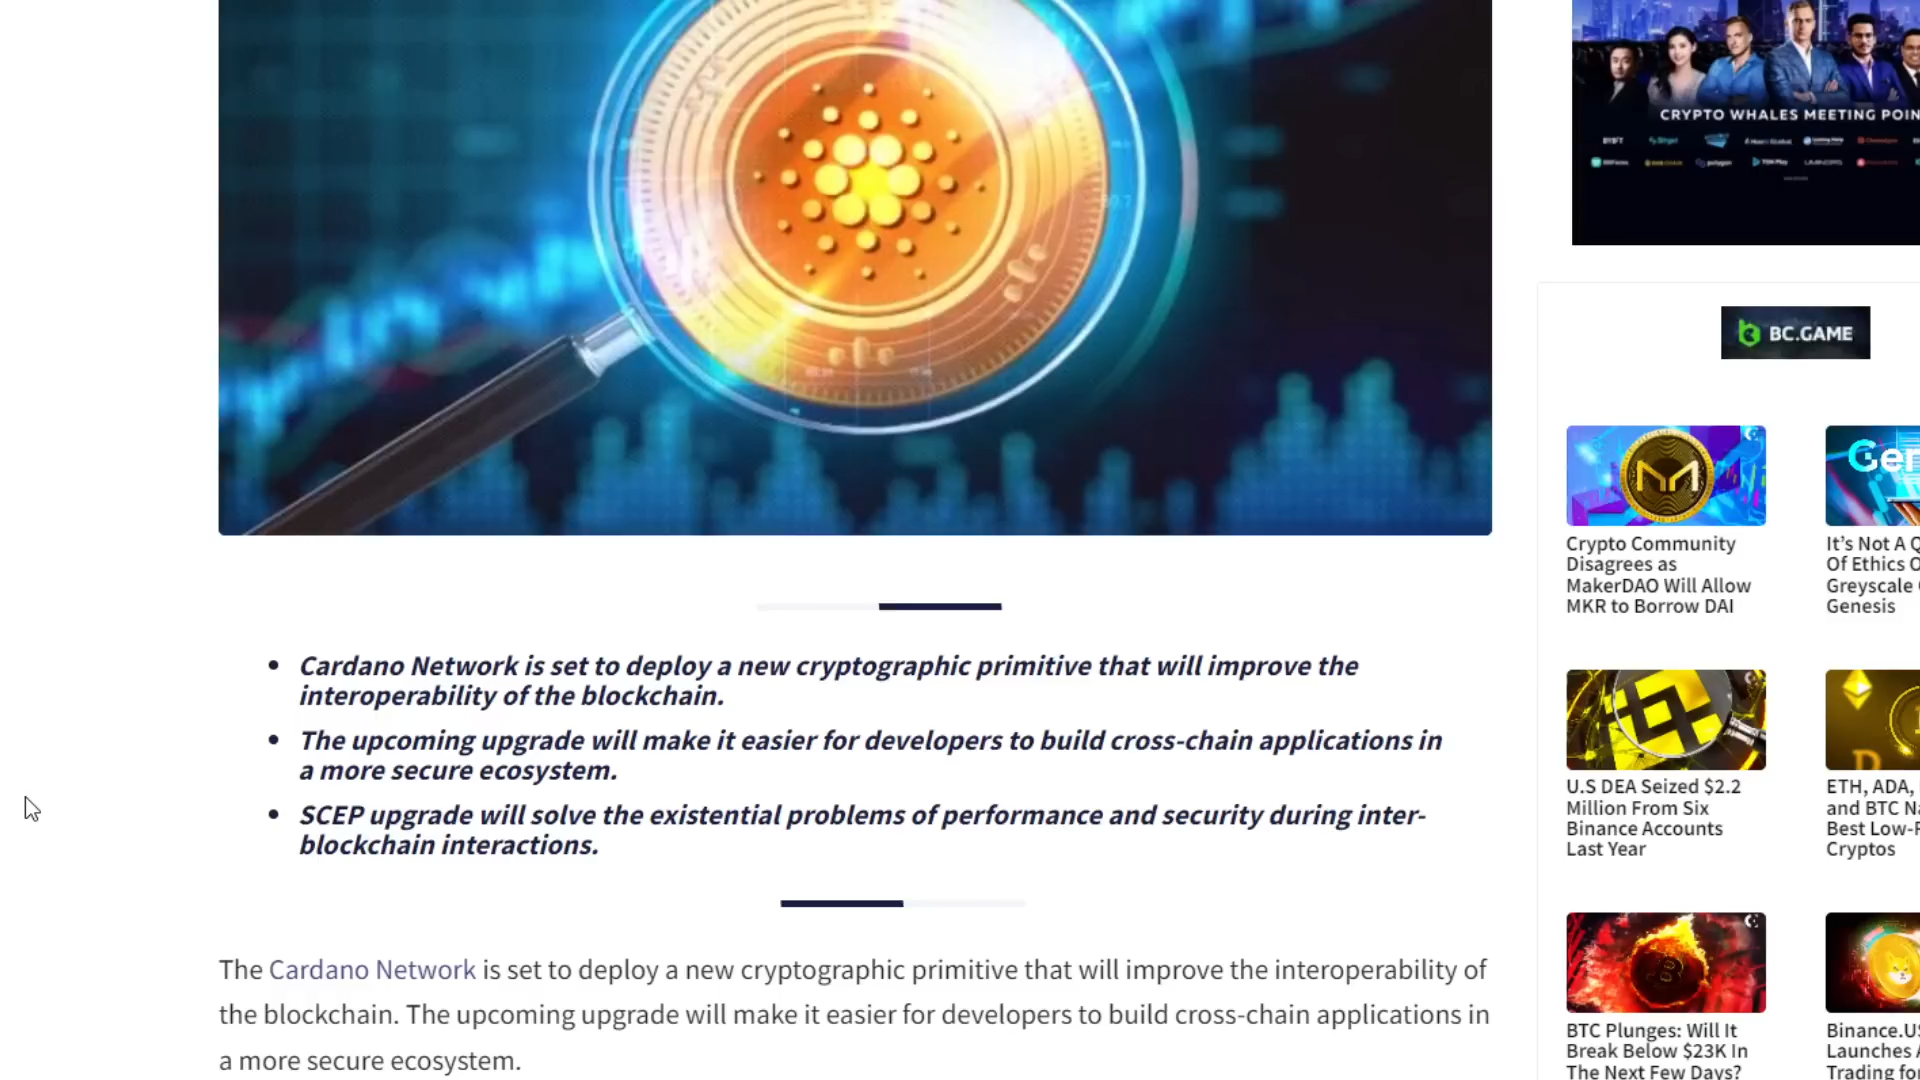 CRYPTO WHALES MEETING POIN
BC.GAME
Crypto Community
Disagrees as
MakerDAO Will Allow
MKR to Borrow DAI
Gen
It’s Not A Q
Of Ethics O
Greyscale
Genesis
Cardano Network is set to deploy a new cryptographic primitive that will improve the
interoperability of the blockchain.
The upcoming upgrade will make it easier for developers to build cross-chain applications in
a more secure ecosystem.
SCEP upgrade will solve the existential problems of performance and security during inter-
blockchain interactions.
U.S DEA Seized $2.2
Million From Six
Binance Accounts
Last Year
ETH, ADA,
and BTC Na
Best Low-F
Cryptos
The Cardano Network is set to deploy a new cryptographic primitive that will improve the interoperability of
the blockchain. The upcoming upgrade will make it easier for developers to build cross-chain applications in
a more secure ecosystem.
BTC Plunges: Will It
Break Below $23K In
The Next Few Days?
Binance.US
Launches A
Trading for